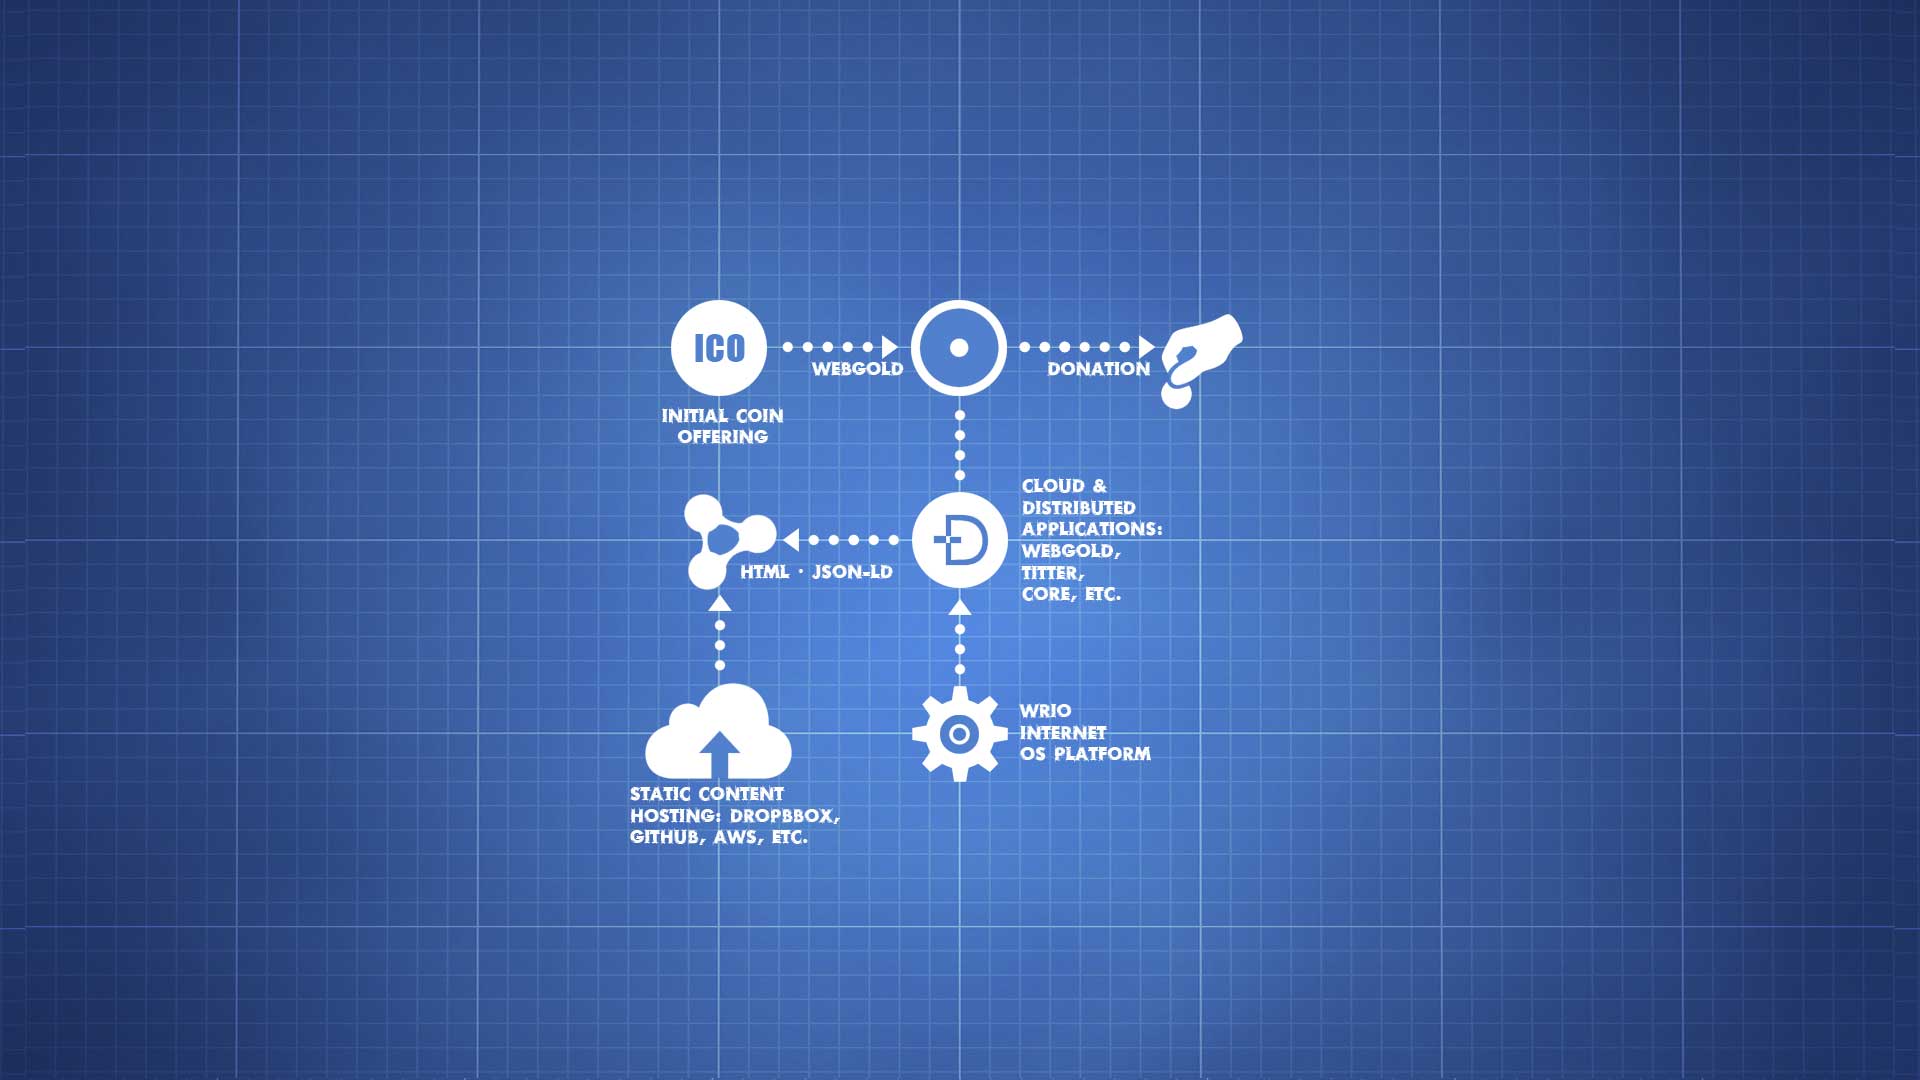 ICO
WEBGOLD
DONATION
INITIAL COIN
OFFERING
CLOUD &
DISTRIBUTED
APPLICATIONS:
WEBGOLD,
TITTER,
CORE, ETC.
HTML · JSON-LD
WRIO
INTERNET
OS PLATFORM
STATIC CONTENT
HOSTING: DROPBBOX,
GITHUB, AWS, ETC.